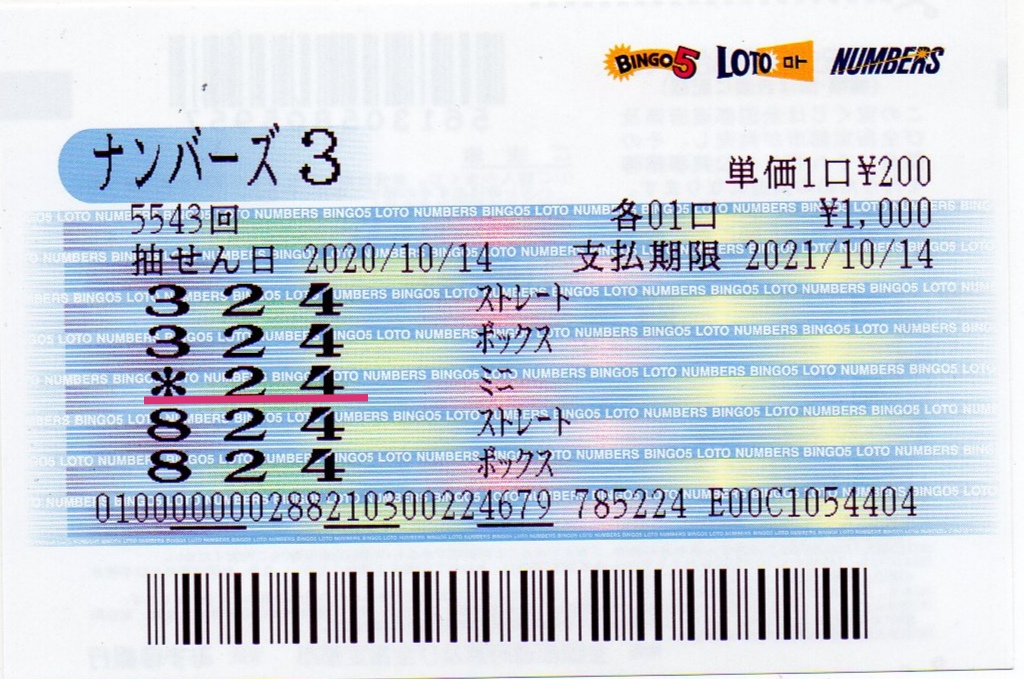 BINGO5 LOTO ロト NUMBERS
ナンバーズ3
単価1口¥200
5543回 各01口 ¥1,000
抽せん日 2020/10/14 支払期限 2021/10/14
3 2 4 ストレート
3 2 4 ボックス
* 2 4 ミニ
8 2 4 ストレート
8 2 4 ボックス
010000000288210300224679 785224 E00C1054404